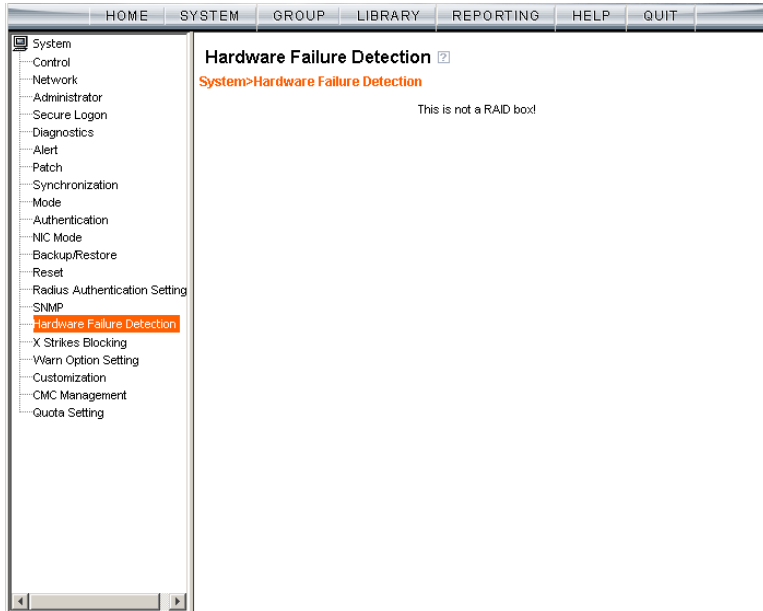 HOME SYSTEM GROUP LIBRARY REPORTING HELP QUIT
System
Control
Network
Administrator
Secure Logon
Diagnostics
Alert
Patch
Synchronization
Mode
Authentication
NIC Mode
Backup/Restore
Reset
Radius Authentication Setting
SNMP
Hardware Failure Detection
X Strikes Blocking
Warn Option Setting
Customization
CMC Management
Quota Setting
Hardware Failure Detection ?
System>Hardware Failure Detection
This is not a RAID box!